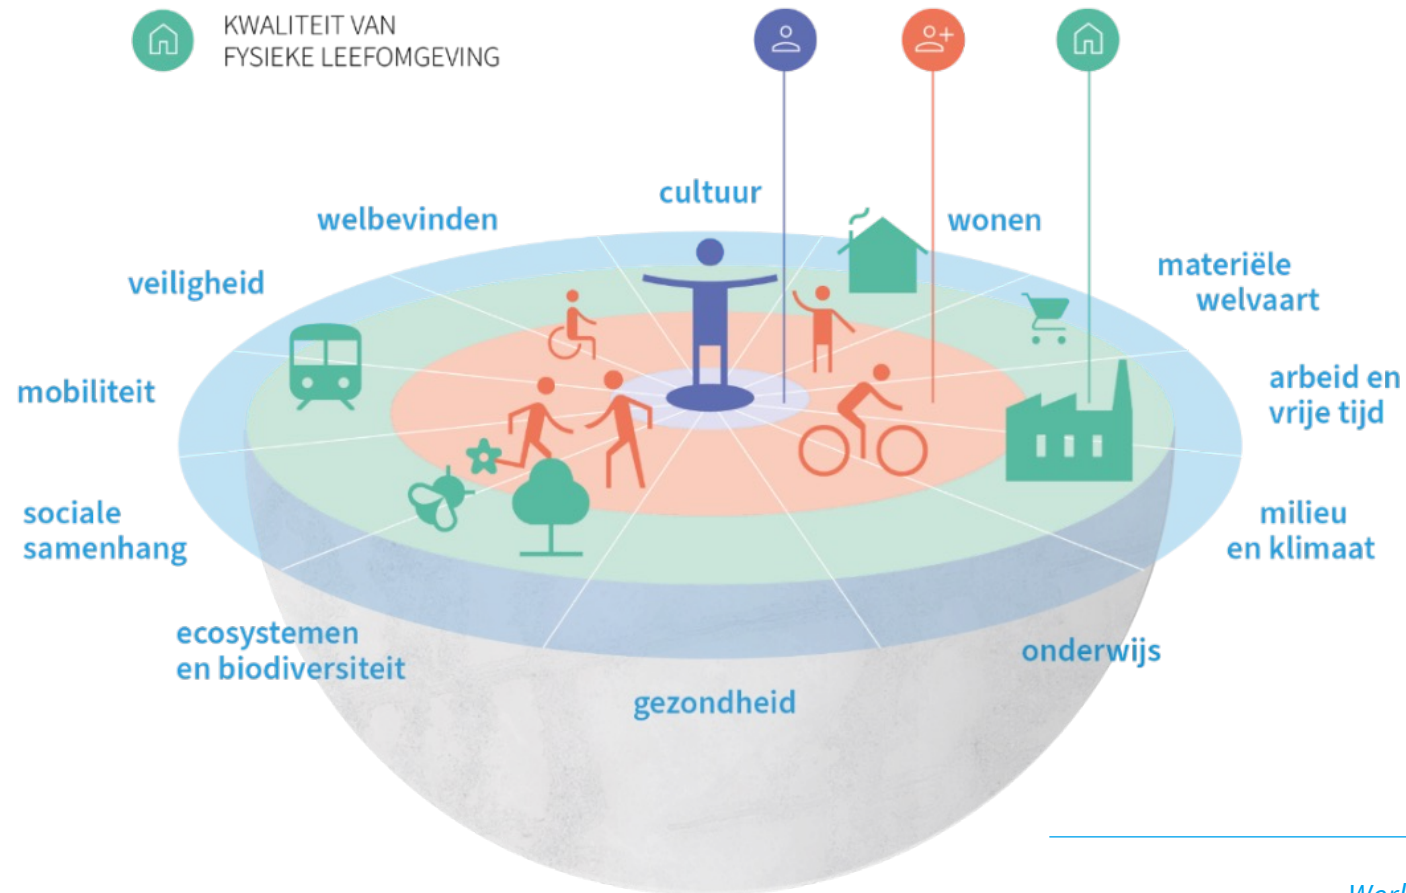 KWALITEIT VAN
FYSIEKE LEEFOMGEVING
cultuur
welbevinden
wonen
veiligheid
materiële
welvaart
mobiliteit
arbeid en
vrije tijd
sociale
samenhang
milieu
en klimaat
ecosystemen
en biodiversiteit
onderwijs
gezondheid